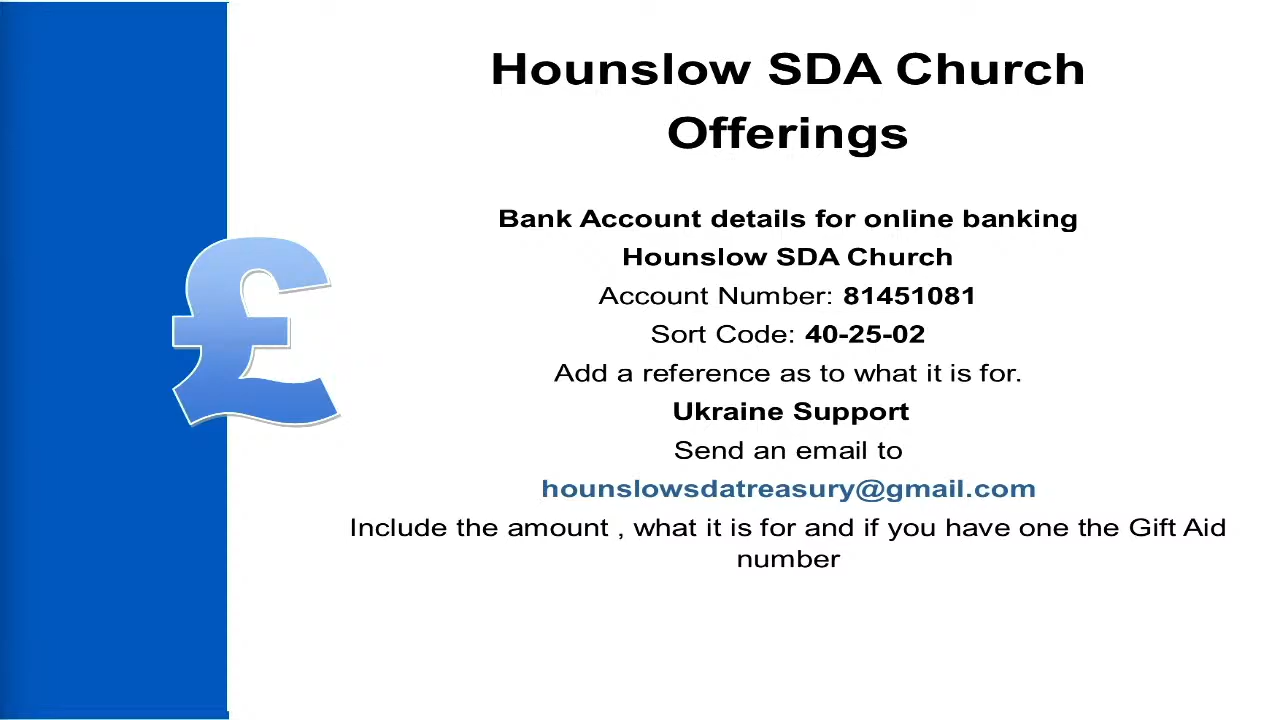 Hounslow SDA Church
Offerings
Bank Account details for online banking
Hounslow SDA Church
Account Number: 81451081
Sort Code: 40-25-02
Add a reference as to what it is for.
Ukraine Support
Send an email to
hounslowsdatreasury@gmail.com
Include the amount , what it is for and if you have one the Gift Aid
number
£